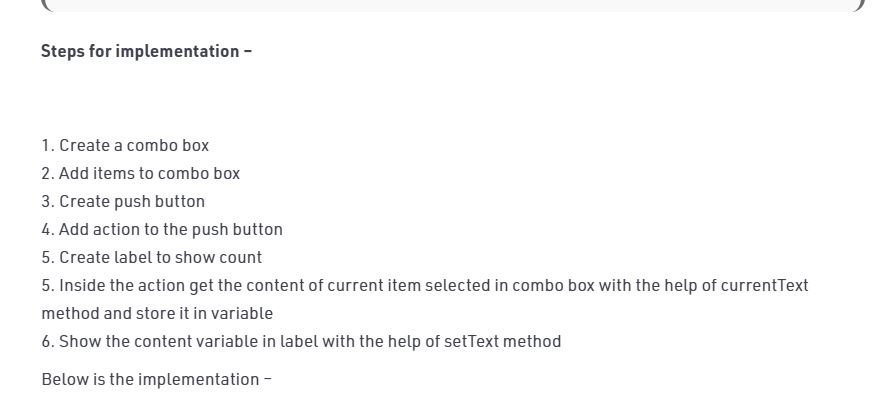 Steps for implementation –
1. Create a combo box
2. Add items to combo box
3. Create push button
4. Add action to the push button
5. Create label to show count
5. Inside the action get the content of current item selected in combo box with the help of currentText
method and store it in variable
6. Show the content variable in label with the help of setText method
Below is the implementation –